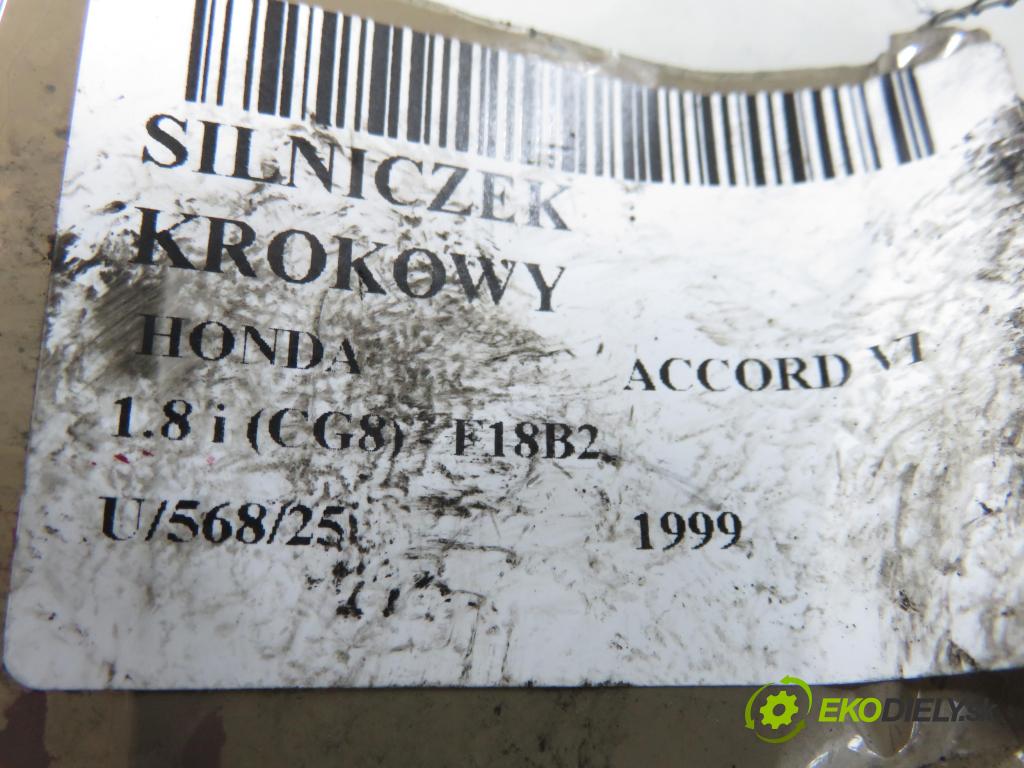 SILNICZEK
KROKOWY
HONDA ACCORD VI
1.8 i (CG8) F18B2
U/568/25 1999
EKODIELY.sk